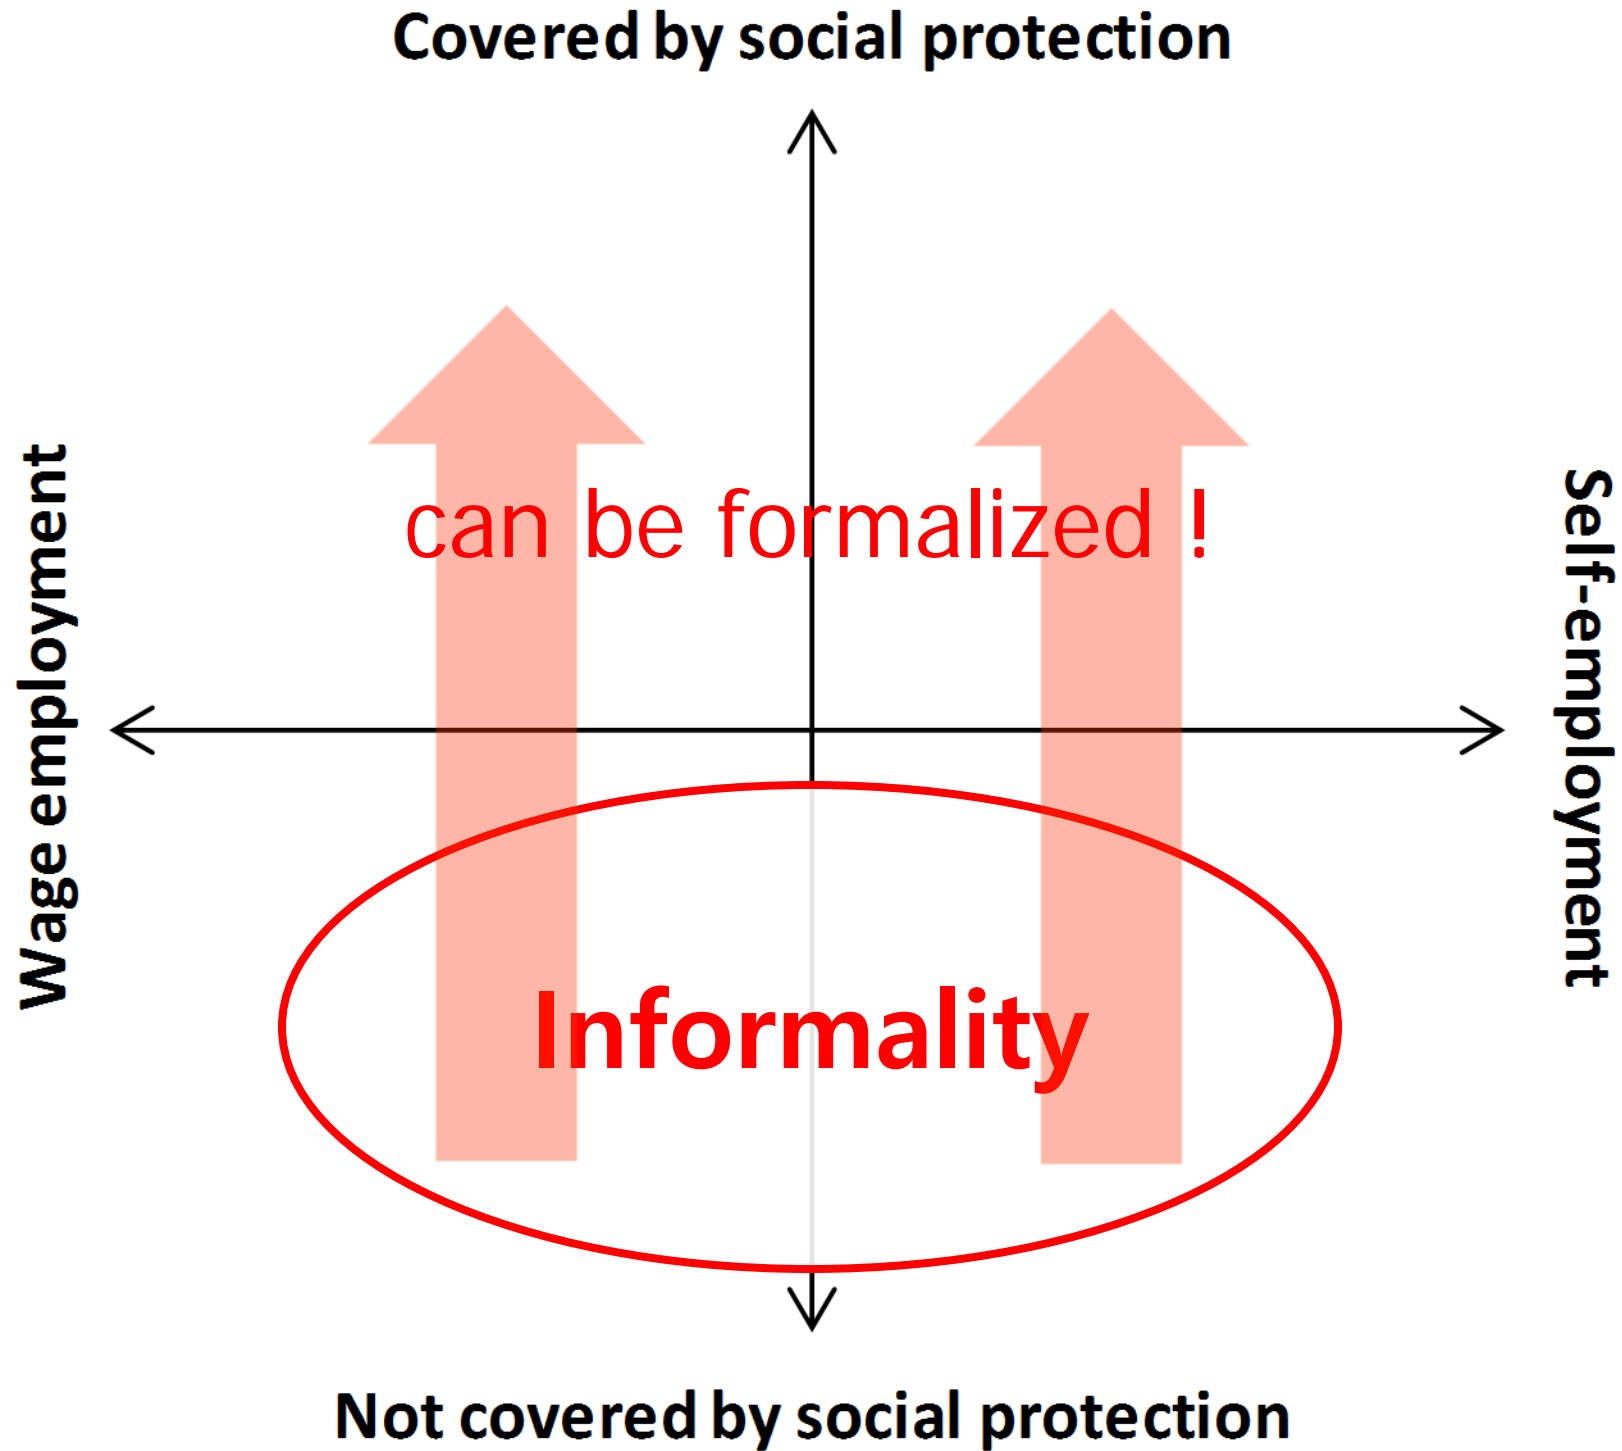 Covered by social protection
Wage employment
can be formalized !
Self-employment
Informality
Not covered by social protection